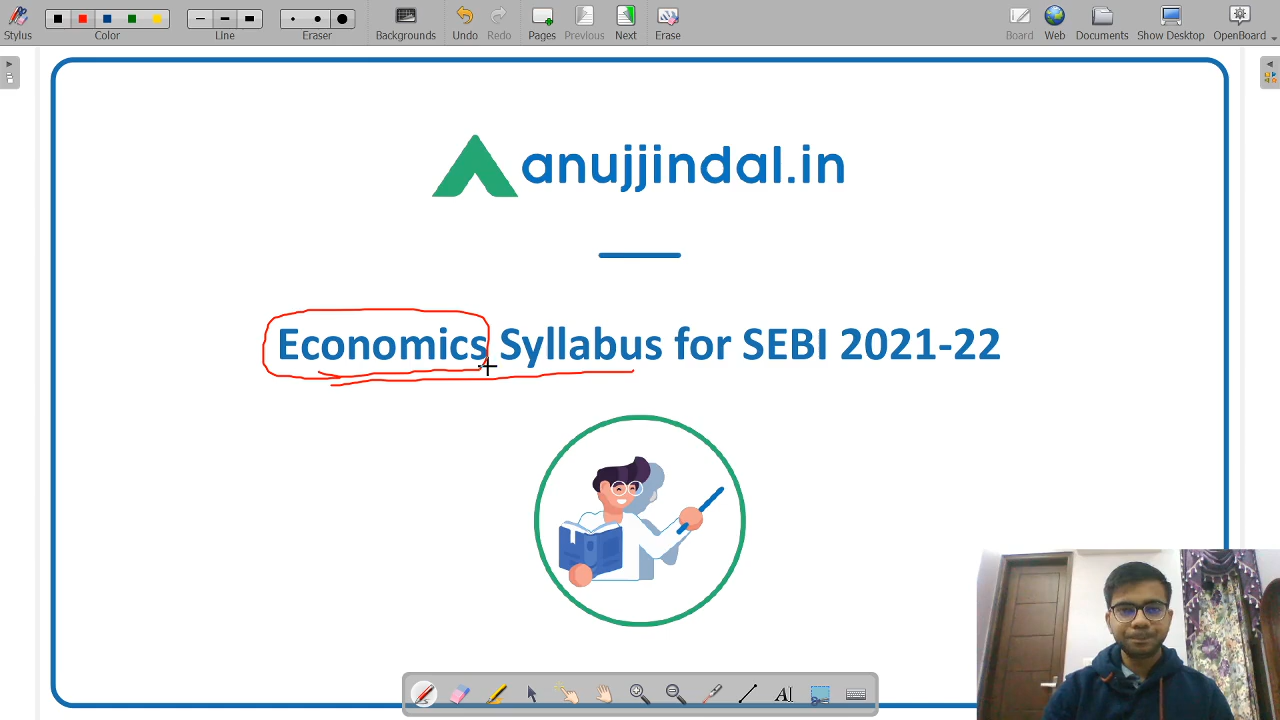 Stylus Color Line Eraser Backgrounds Undo Redo Pages Previous Next Erase Board Web Documents Show Desktop OpenBoard
anujjindal.in
Economics Syllabus for SEBI 2021-22
A